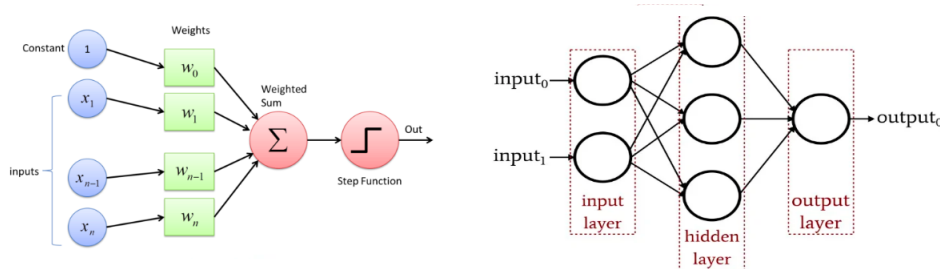 Weights
Constant
1
w₀
x₁
w₁
Weighted
Sum
Σ
Out
inputs
xₙ₋₁
wₙ₋₁
Step Function
xₙ
wₙ
input₀
input₁
output₀
input
layer
hidden
layer
output
layer